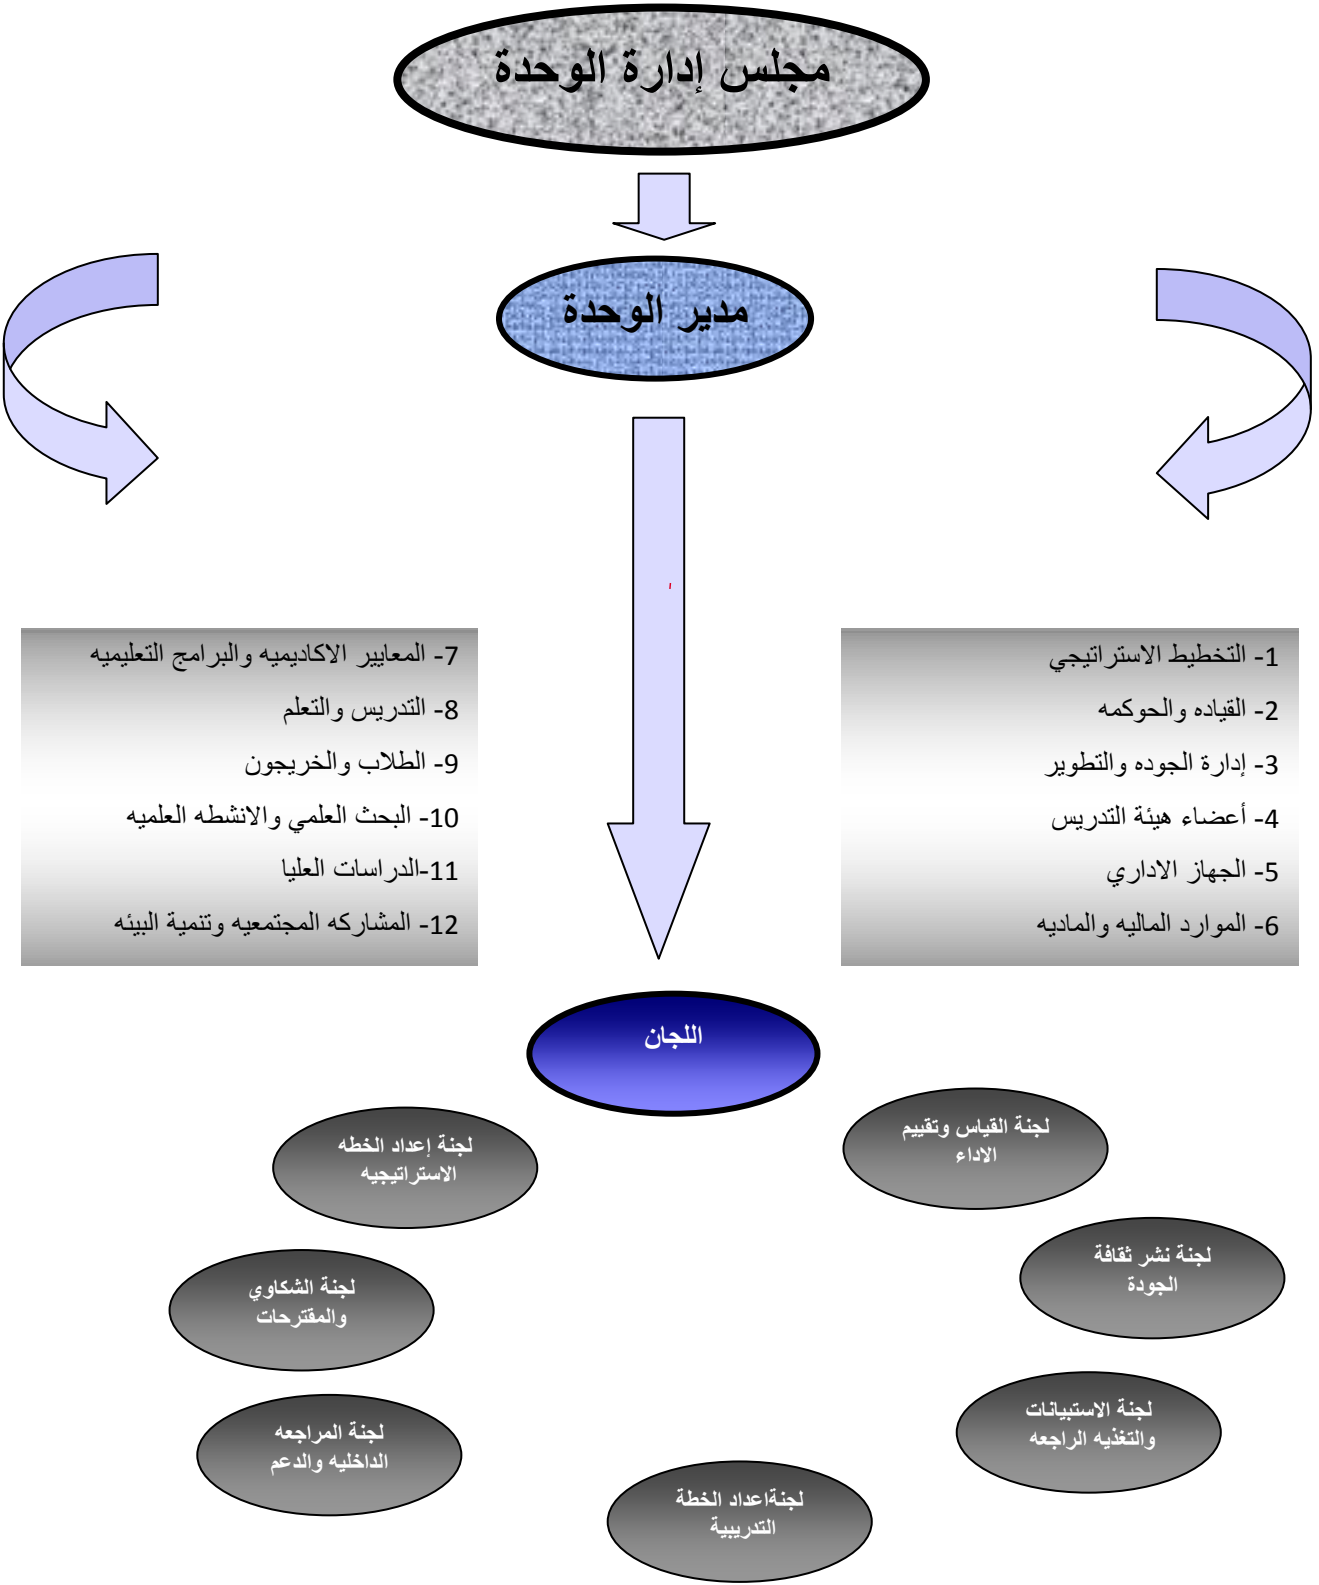 مجلس إدارة الوحدة
مدير الوحدة
1- التخطيط الاستراتيجي
2- القياده والحوكمه
3- إدارة الجوده والتطوير
4- أعضاء هيئة التدريس
5- الجهاز الاداري
6- الموارد الماليه والماديه
7- المعايير الاكاديميه والبرامج التعليميه
8- التدريس والتعلم
9- الطلاب والخريجون
10- البحث العلمي والانشطه العلميه
11-الدراسات العليا
12- المشاركه المجتمعيه وتنمية البيئه
اللجان
لجنة القياس وتقييم
الاداء
لجنة إعداد الخطه
الاستراتيجيه
لجنة نشر ثقافة
الجودة
لجنة الشكاوي
والمقترحات
لجنة الاستبيانات
والتغذيه الراجعه
لجنة المراجعه
الداخليه والدعم
لجنةاعداد الخطة
التدريبية